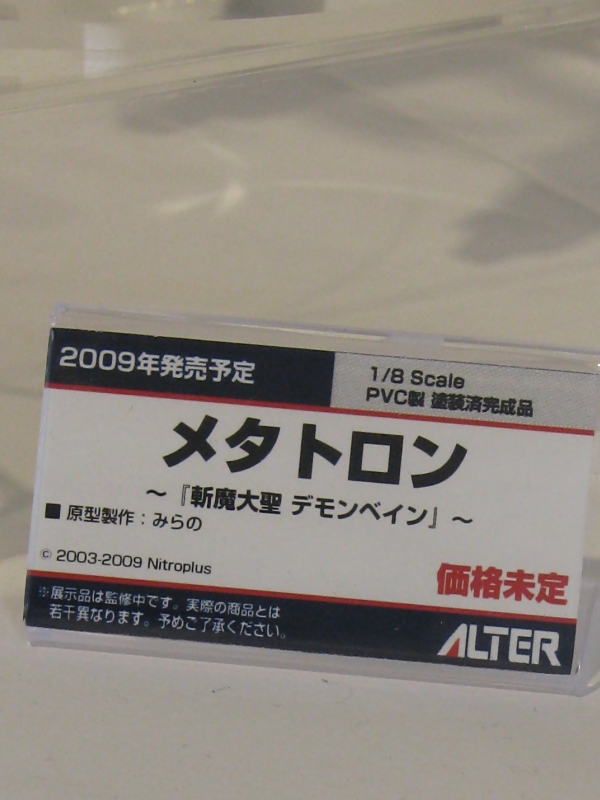 2009年発売予定
1/8 Scale
PVC製 塗装済完成品
メタトロン
～『斬魔大聖 デモンベイン』～
■ 原型製作：みらの
© 2003-2009 Nitroplus
価格未定
※展示品は監修中です。実際の商品とは
若干異なります。予めご了承ください。
ALTER